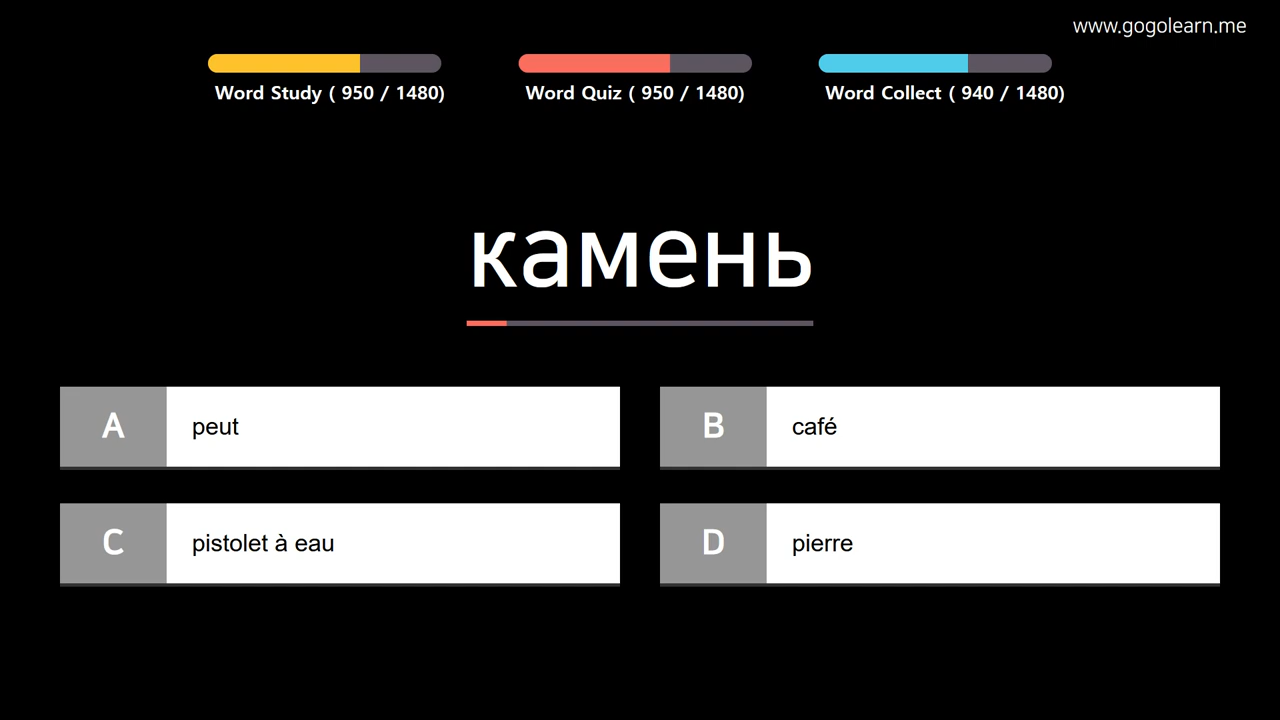 www.gogolearn.me
Word Study ( 950 / 1480)
Word Quiz ( 950 / 1480)
Word Collect ( 940 / 1480)
камень
A peut
B café
C pistolet à eau
D pierre